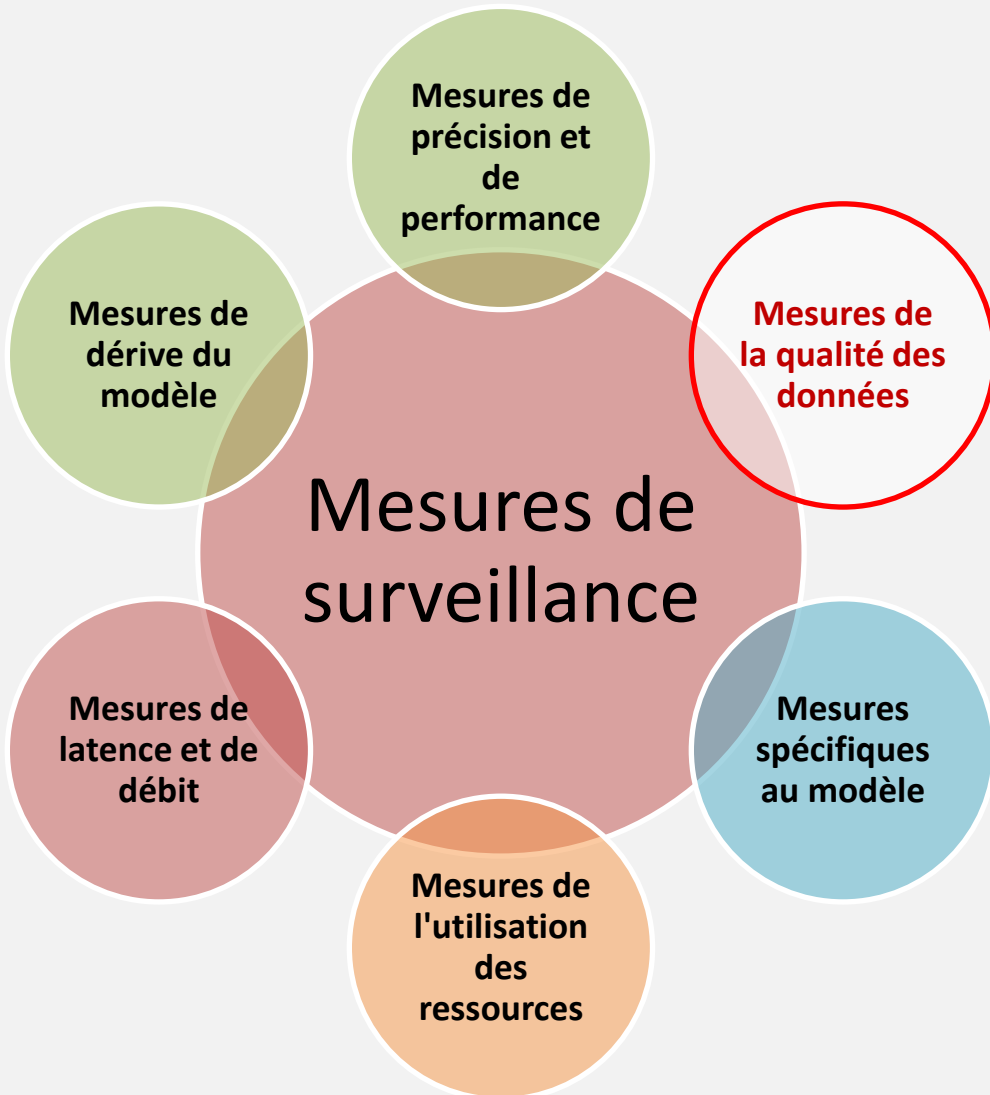 Mesures de
précision et
de
performance
Mesures de
la qualité des
données
Mesures
spécifiques
au modèle
Mesures de
l'utilisation
des
ressources
Mesures de
latence et de
débit
Mesures de
dérive du
modèle
Mesures de
surveillance